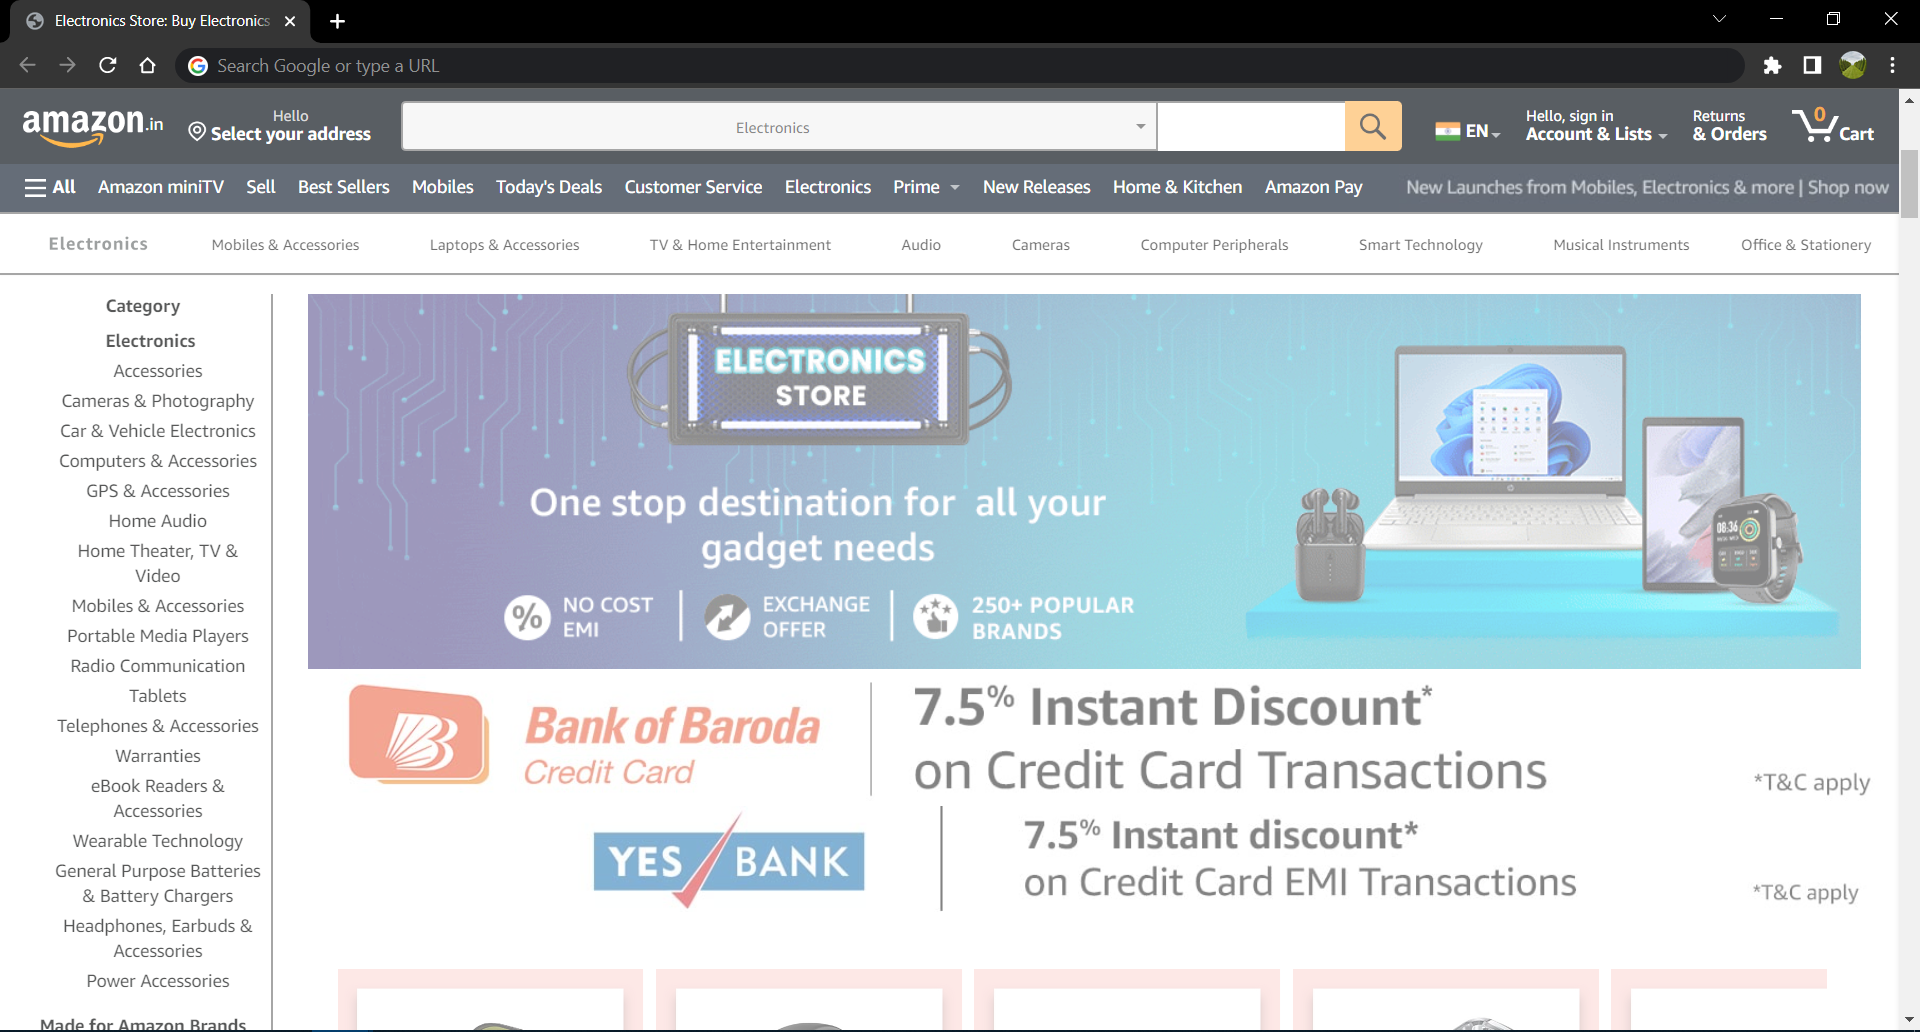 Electronics Store: Buy Electronics
Search Google or type a URL
amazon.in
Hello
Select your address
Electronics
EN
Hello, sign in
Account & Lists
Returns
& Orders
0
Cart
All
Amazon miniTV
Sell
Best Sellers
Mobiles
Today's Deals
Customer Service
Electronics
Prime
New Releases
Home & Kitchen
Amazon Pay
New Launches from Mobiles, Electronics & more | Shop now
Electronics
Mobiles & Accessories
Laptops & Accessories
TV & Home Entertainment
Audio
Cameras
Computer Peripherals
Smart Technology
Musical Instruments
Office & Stationery
Category
Electronics
Accessories
Cameras & Photography
Car & Vehicle Electronics
Computers & Accessories
GPS & Accessories
Home Audio
Home Theater, TV &
Video
Mobiles & Accessories
Portable Media Players
Radio Communication
Tablets
Telephones & Accessories
Warranties
eBook Readers &
Accessories
Wearable Technology
General Purpose Batteries
& Battery Chargers
Headphones, Earbuds &
Accessories
Power Accessories
Made for Amazon Brands
ELECTRONICS
STORE
One stop destination for all your
gadget needs
%
NO COST
EMI
EXCHANGE
OFFER
250+ POPULAR
BRANDS
08:36
Bank of Baroda
Credit Card
7.5% Instant Discount*
on Credit Card Transactions
*T&C apply
YES BANK
7.5% Instant discount*
on Credit Card EMI Transactions
*T&C apply